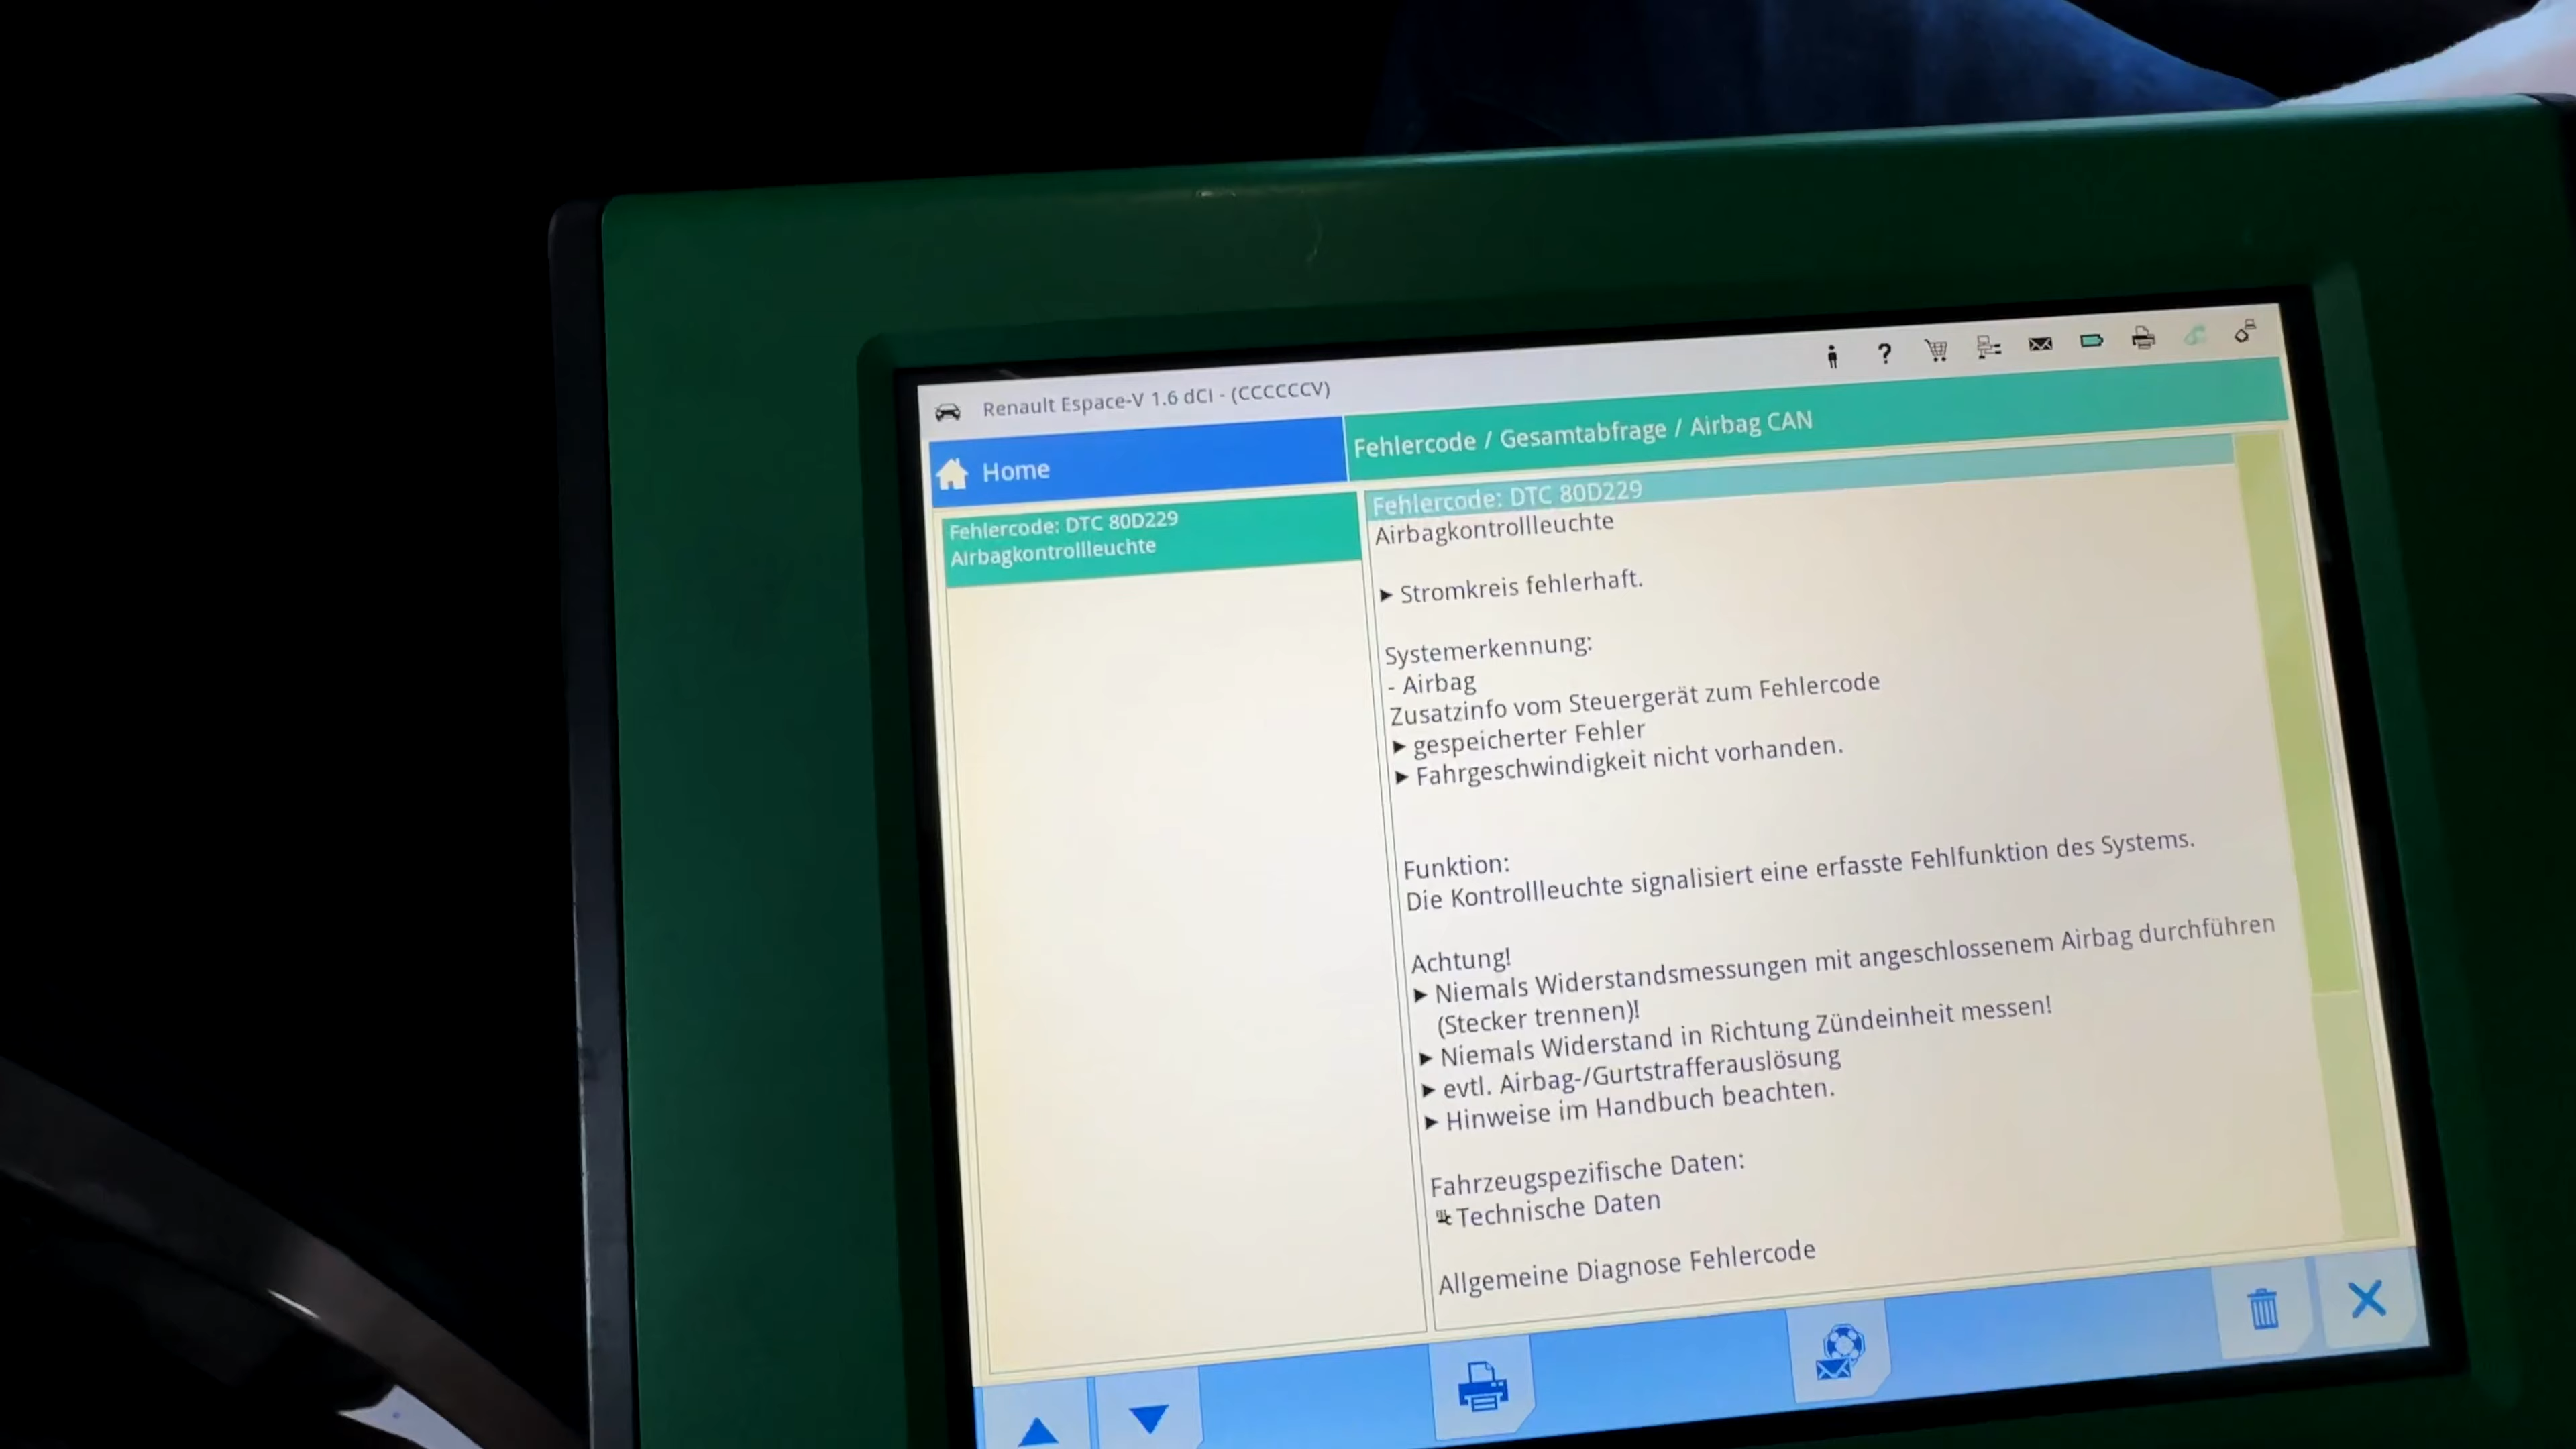 Renault Espace-V 1.6 dCI - (CCCCCCV)
?
Home
Fehlercode / Gesamtabfrage / Airbag CAN
Fehlercode: DTC 80D229
Airbagkontrollleuchte
Fehlercode: DTC 80D229
Airbagkontrollleuchte
► Stromkreis fehlerhaft.
Systemerkennung:
- Airbag
Zusatzinfo vom Steuergerät zum Fehlercode
► gespeicherter Fehler
► Fahrgeschwindigkeit nicht vorhanden.
Funktion:
Die Kontrollleuchte signalisiert eine erfasste Fehlfunktion des Systems.
Achtung!
► Niemals Widerstandsmessungen mit angeschlossenem Airbag durchführen
(Stecker trennen)!
► Niemals Widerstand in Richtung Zündeinheit messen!
► evtl. Airbag-/Gurtstrafferauslösung
► Hinweise im Handbuch beachten.
Fahrzeugspezifische Daten:
Technische Daten
Allgemeine Diagnose Fehlercode